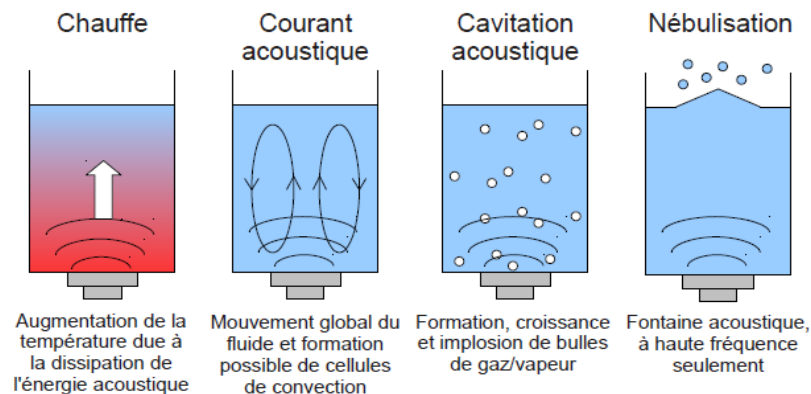 Chauffe
Courant
acoustique
Cavitation
acoustique
Nébulisation
Augmentation de la
température due à
la dissipation de
l'énergie acoustique
Mouvement global du
fluide et formation
possible de cellules
de convection
Formation, croissance
et implosion de bulles
de gaz/vapeur
Fontaine acoustique,
à haute fréquence
seulement